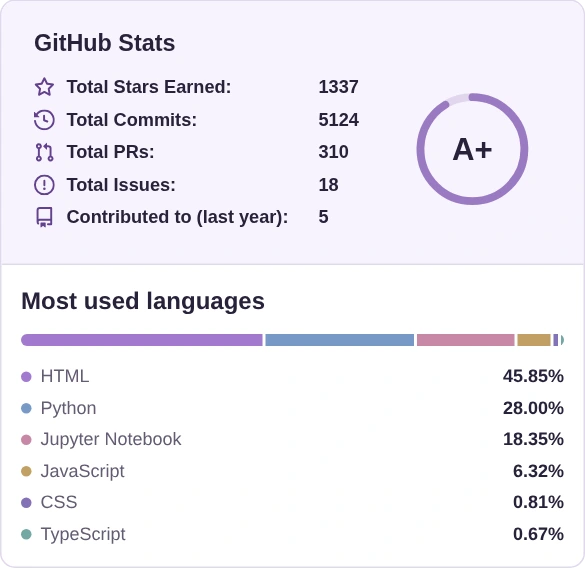 GitHub Stats
Total Stars Earned: 1337
Total Commits: 5124
Total PRs: 310
Total Issues: 18
Contributed to (last year): 5
A+
Most used languages
HTML 45.85%
Python 28.00%
Jupyter Notebook 18.35%
JavaScript 6.32%
CSS 0.81%
TypeScript 0.67%